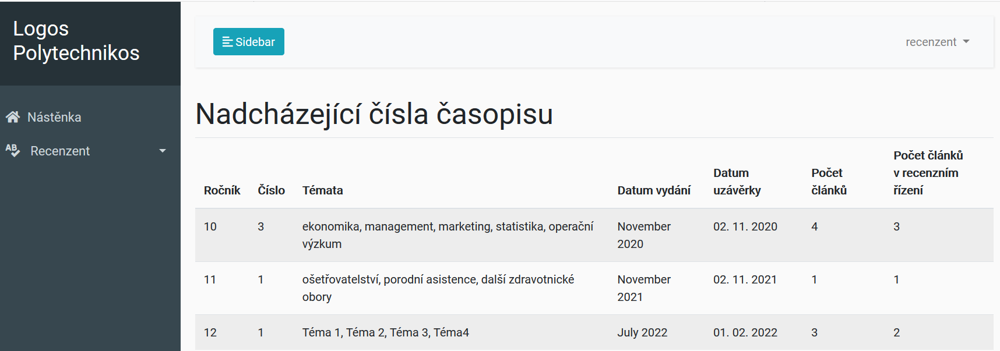 Logos
Polytechnikos
Sidebar
recenzent
Nástěnka
AB Recenzent
Nadcházející čísla časopisu
Ročník Číslo Témata Datum vydání Datum uzávěrky Počet článků Počet článků v recenzním řízení
10 3 ekonomika, management, marketing, statistika, operační výzkum November 2020 02. 11. 2020 4 3
11 1 ošetřovatelství, porodní asistence, další zdravotnické obory November 2021 02. 11. 2021 1 1
12 1 Téma 1, Téma 2, Téma 3, Téma4 July 2022 01. 02. 2022 3 2